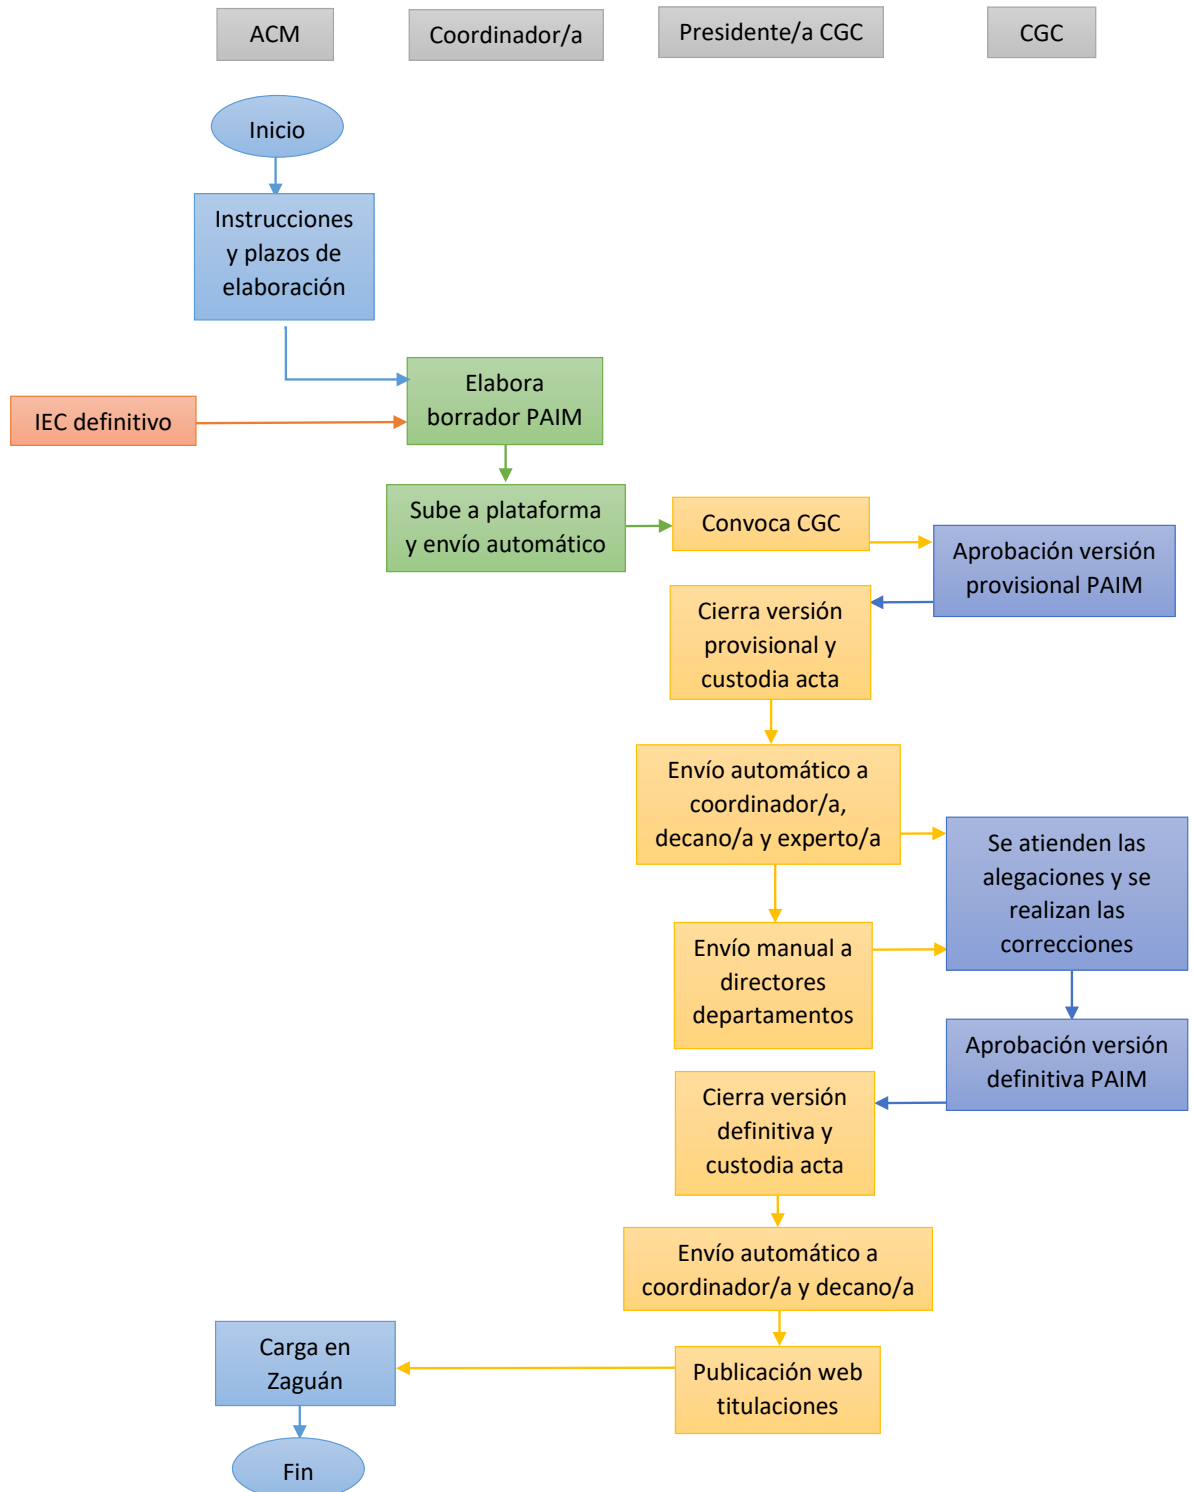 ACM
Coordinador/a
Presidente/a CGC
CGC
Inicio
Instrucciones
y plazos de
elaboración
Elabora
borrador PAIM
IEC definitivo
Sube a plataforma
y envío automático
Convoca CGC
Aprobación versión
provisional PAIM
Cierra versión
provisional y
custodia acta
Envío automático a
coordinador/a,
decano/a y experto/a
Se atienden las
alegaciones y se
realizan las
correcciones
Envío manual a
directores
departamentos
Aprobación versión
definitiva PAIM
Cierra versión
definitiva y
custodia acta
Envío automático a
coordinador/a y decano/a
Publicación web
titulaciones
Carga en
Zaguán
Fin